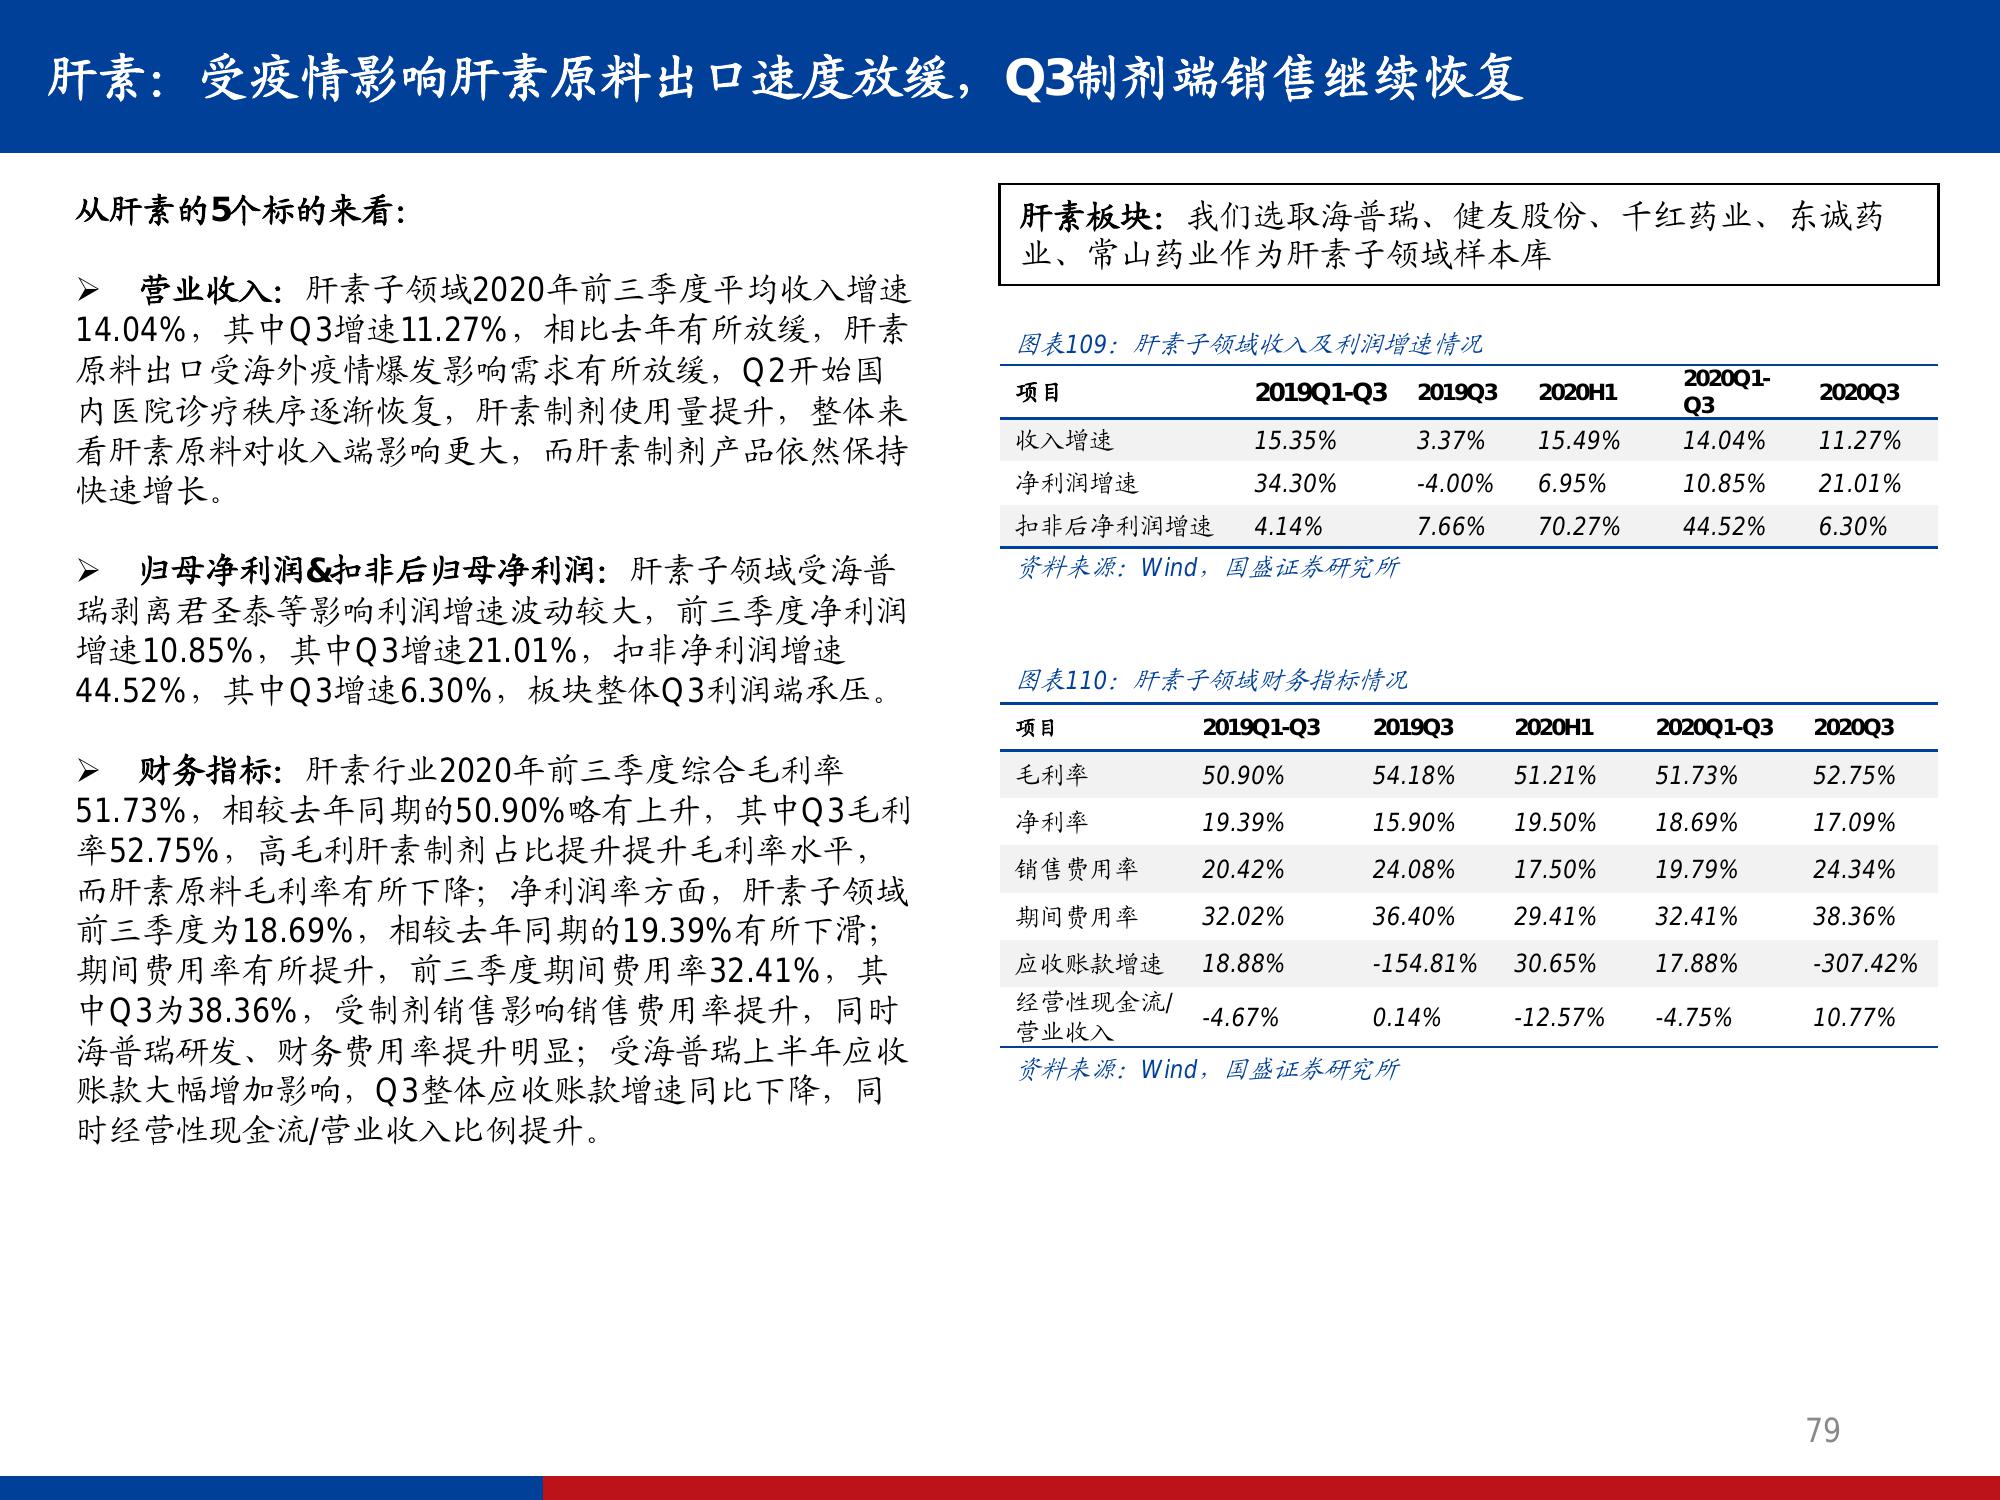 肝素：受疫情影响肝素原料出口速度放缓，Q3制剂端销售继续恢复
从肝素的5个标的来看：
➢ 营业收入：肝素子领域2020年前三季度平均收入增速
14.04%，其中Q3增速11.27%，相比去年有所放缓，肝素
原料出口受海外疫情爆发影响需求有所放缓，Q2开始国
内医院诊疗秩序逐渐恢复，肝素制剂使用量提升，整体来
看肝素原料对收入端影响更大，而肝素制剂产品依然保持
快速增长。
➢ 归母净利润&扣非后归母净利润：肝素子领域受海普
瑞剥离君圣泰等影响利润增速波动较大，前三季度净利润
增速10.85%，其中Q3增速21.01%，扣非净利润增速
44.52%，其中Q3增速6.30%，板块整体Q3利润端承压。
➢ 财务指标：肝素行业2020年前三季度综合毛利率
51.73%，相较去年同期的50.90%略有上升，其中Q3毛利
率52.75%，高毛利肝素制剂占比提升提升毛利率水平，
而肝素原料毛利率有所下降；净利润率方面，肝素子领域
前三季度为18.69%，相较去年同期的19.39%有所下滑；
期间费用率有所提升，前三季度期间费用率32.41%，其
中Q3为38.36%，受制剂销售影响销售费用率提升，同时
海普瑞研发、财务费用率提升明显；受海普瑞上半年应收
账款大幅增加影响，Q3整体应收账款增速同比下降，同
时经营性现金流/营业收入比例提升。
肝素板块：我们选取海普瑞、健友股份、千红药业、东诚药
业、常山药业作为肝素子领域样本库
图表109：肝素子领域收入及利润增速情况
项目 2019Q1-Q3 2019Q3 2020H1 2020Q1-Q3 2020Q3
收入增速 15.35% 3.37% 15.49% 14.04% 11.27%
净利润增速 34.30% -4.00% 6.95% 10.85% 21.01%
扣非后净利润增速 4.14% 7.66% 70.27% 44.52% 6.30%
资料来源：Wind，国盛证券研究所
图表110：肝素子领域财务指标情况
项目 2019Q1-Q3 2019Q3 2020H1 2020Q1-Q3 2020Q3
毛利率 50.90% 54.18% 51.21% 51.73% 52.75%
净利率 19.39% 15.90% 19.50% 18.69% 17.09%
销售费用率 20.42% 24.08% 17.50% 19.79% 24.34%
期间费用率 32.02% 36.40% 29.41% 32.41% 38.36%
应收账款增速 18.88% -154.81% 30.65% 17.88% -307.42%
经营性现金流/
营业收入 -4.67% 0.14% -12.57% -4.75% 10.77%
资料来源：Wind，国盛证券研究所
79